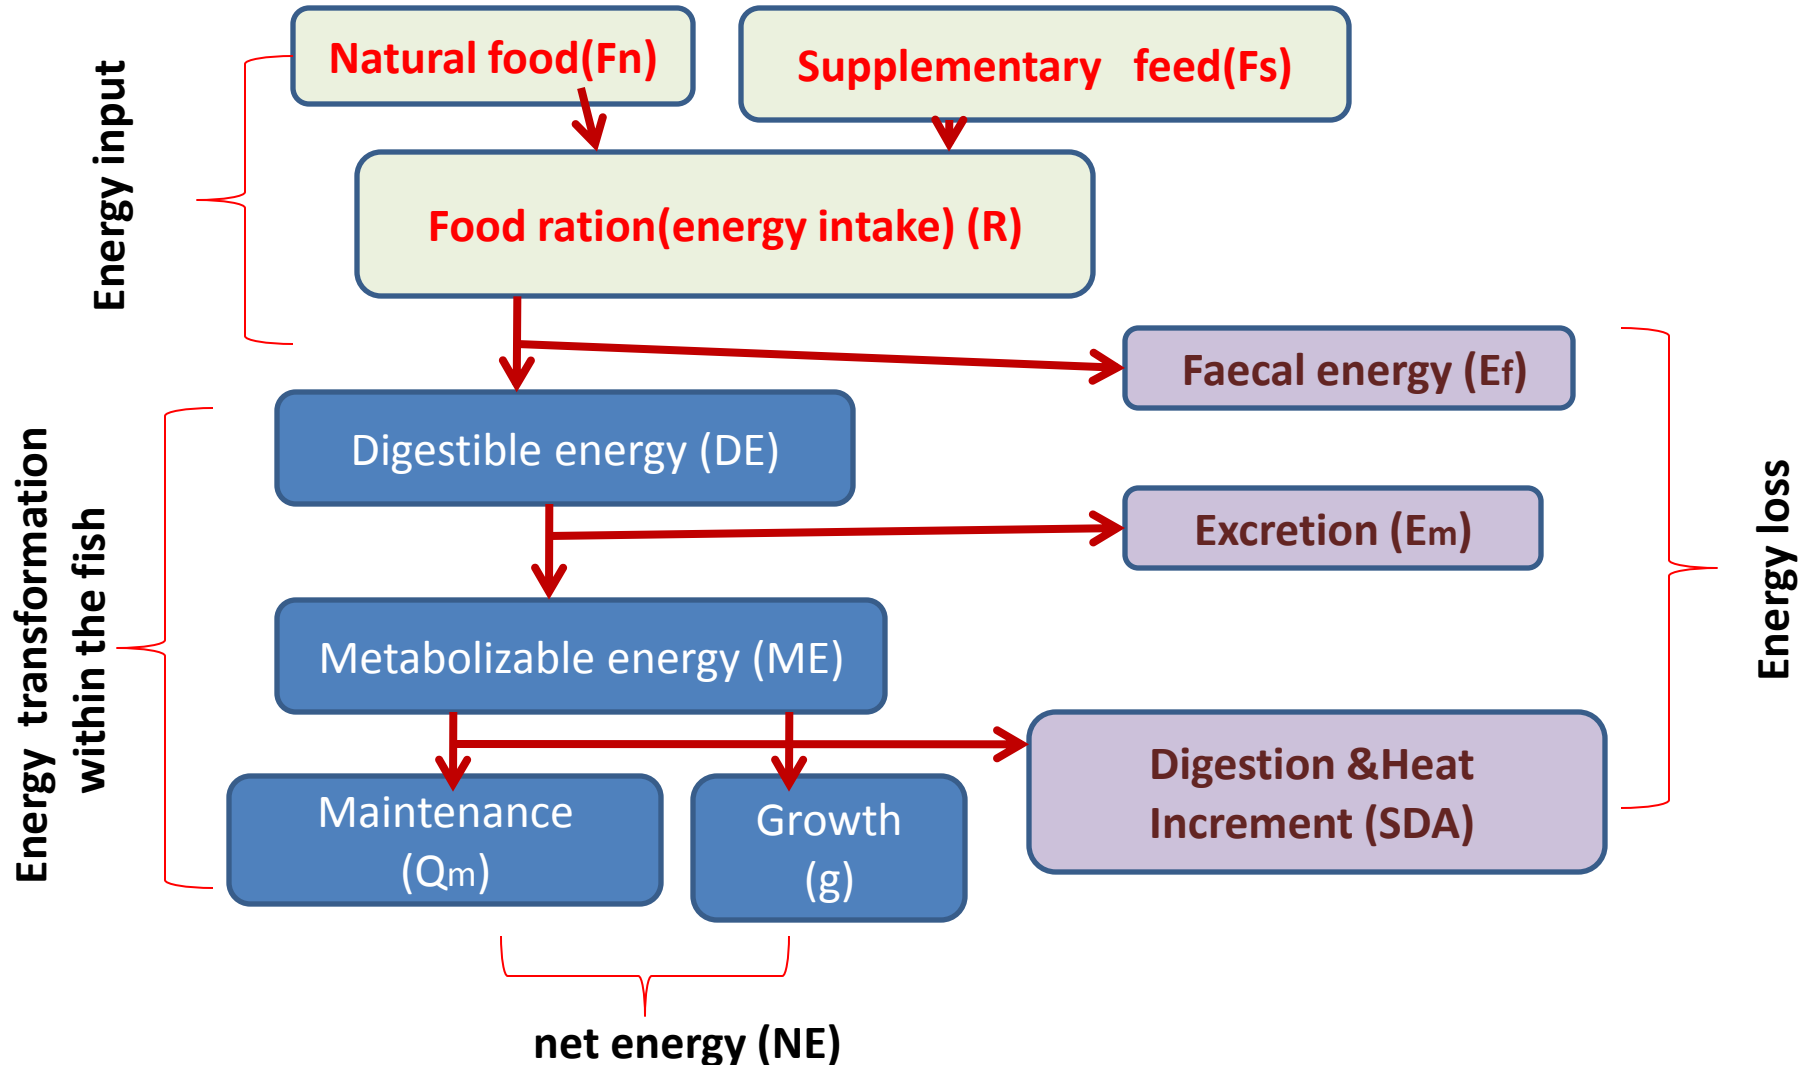 Natural food(Fn)
Supplementary feed(Fs)
Energy input
Food ration(energy intake) (R)
Faecal energy (Ef)
Digestible energy (DE)
Excretion (Em)
Energy transformation
within the fish
Energy loss
Metabolizable energy (ME)
Digestion &Heat
Increment (SDA)
Maintenance
(Qm)
Growth
(g)
net energy (NE)